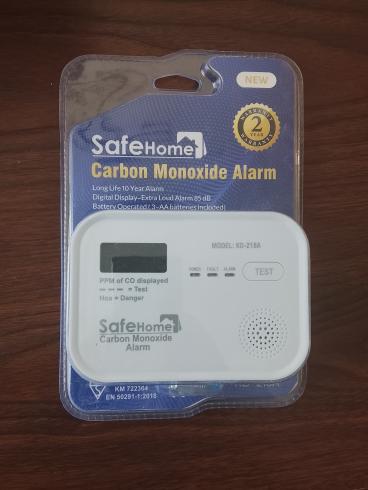 NEW
WARRANTY
2
YEAR
WARRANTY
SafeHome
Carbon Monoxide Alarm
Long Life 10 Year Alarm
Digital Display-Extra Loud Alarm 85 dB
Battery Operated ( 3-AA batteries included)
MODEL: KD-218A
POWER FAULT ALARM
TEST
PPM of CO displayed
--- = Test
Nos = Danger
SafeHome
Carbon Monoxide
Alarm
KM 722364
EN 50291-1:2018